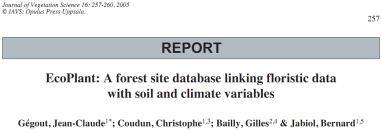 Journal of Vegetation Science 16: 257-260, 2005
© IAVS; Opulus Press Uppsala.
257
REPORT
EcoPlant: A forest site database linking floristic data
with soil and climate variables
Gégout, Jean-Claude1*; Coudun, Christophe1,3; Bailly, Gilles2,4 & Jabiol, Bernard1,5